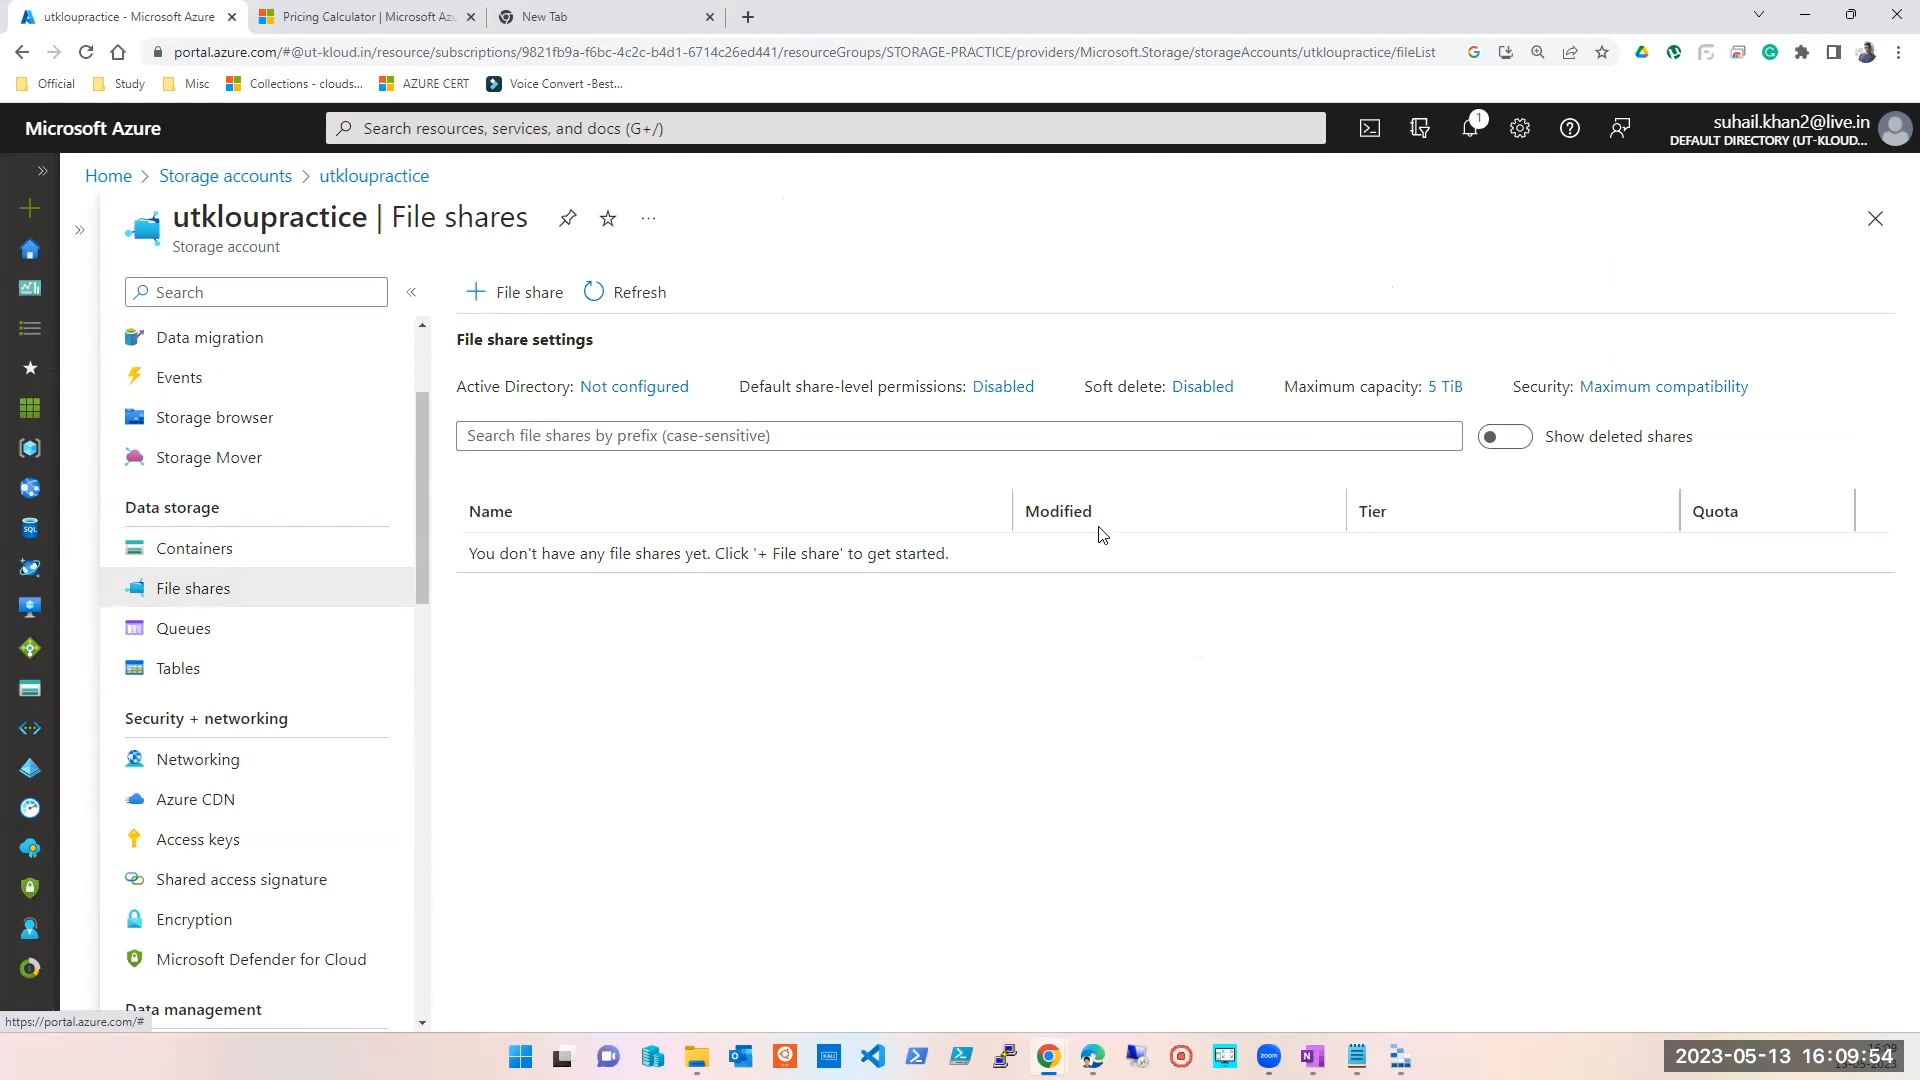 utkloupractice - Microsoft Azure
Pricing Calculator | Microsoft Azu
New Tab
portal.azure.com/#@ut-kloud.in/resource/subscriptions/9821fb9a-f6bc-4c2c-b4d1-6714c26ed441/resourceGroups/STORAGE-PRACTICE/providers/Microsoft.Storage/storageAccounts/utkloupractice/fileList
Official
Study
Misc
Collections - clouds...
AZURE CERT
Voice Convert -Best...
Microsoft Azure
Search resources, services, and docs (G+/)
1
suhail.khan2@live.in
DEFAULT DIRECTORY (UT-KLOUD...
Home > Storage accounts > utkloupractice
utkloupractice | File shares
Storage account
Search
Data migration
Events
Storage browser
Storage Mover
Data storage
Containers
File shares
Queues
Tables
Security + networking
Networking
Azure CDN
Access keys
Shared access signature
Encryption
Microsoft Defender for Cloud
Data management
File share
Refresh
File share settings
Active Directory: Not configured
Default share-level permissions: Disabled
Soft delete: Disabled
Maximum capacity: 5 TiB
Security: Maximum compatibility
Search file shares by prefix (case-sensitive)
Show deleted shares
Name
Modified
Tier
Quota
You don't have any file shares yet. Click '+ File share' to get started.
https://portal.azure.com/#
zoom
2023-05-13 16:09:54